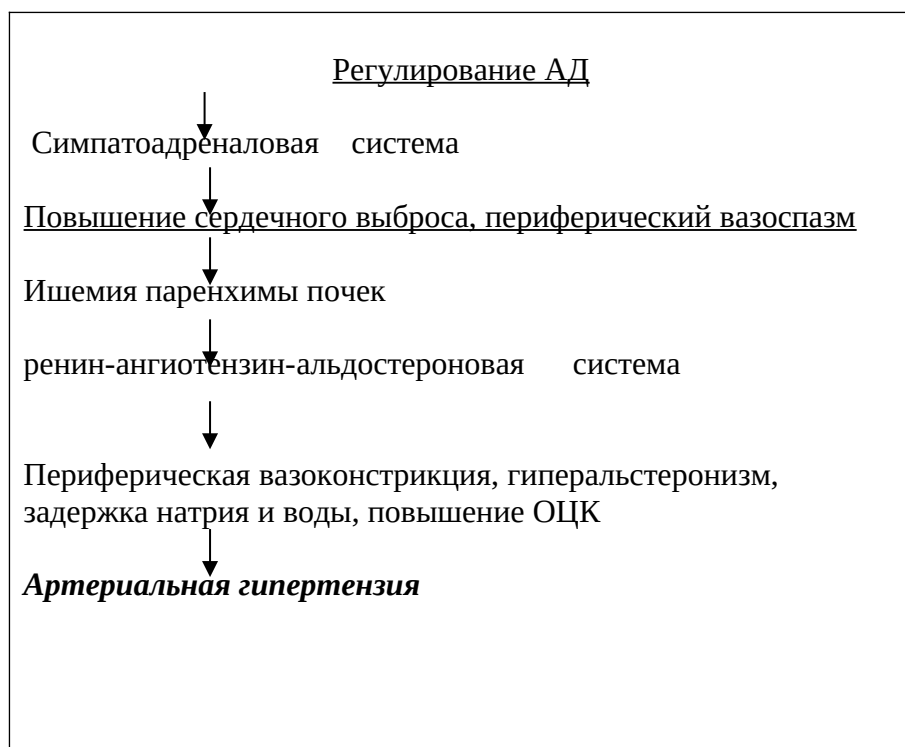 Регулирование АД
Симпатоадреналовая система
Повышение сердечного выброса, периферический вазоспазм
Ишемия паренхимы почек
ренин-ангиотензин-альдостероновая система
Периферическая вазоконстрикция, гиперальстеронизм,
задержка натрия и воды, повышение ОЦК
Артериальная гипертензия